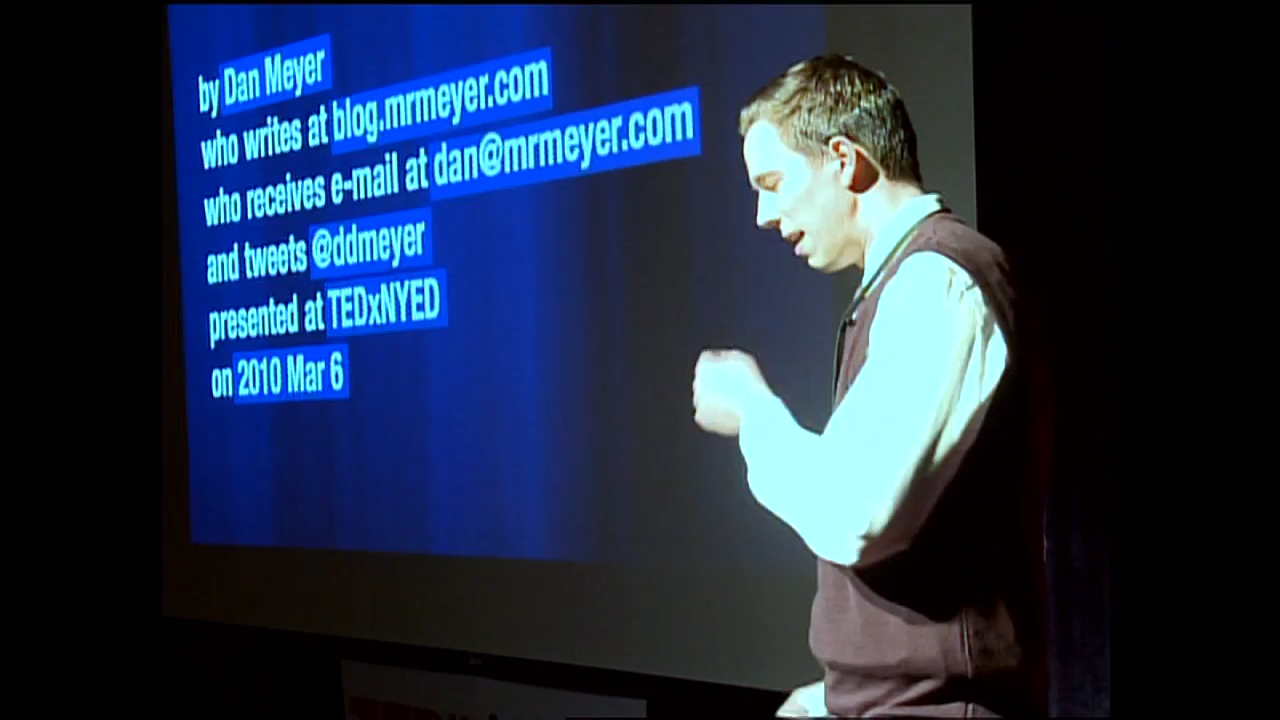 by Dan Meyer
who writes at blog.mrmeyer.com
who receives e-mail at dan@mrmeyer.com
and tweets @ddmeyer
presented at TEDxNYED
on 2010 Mar 6